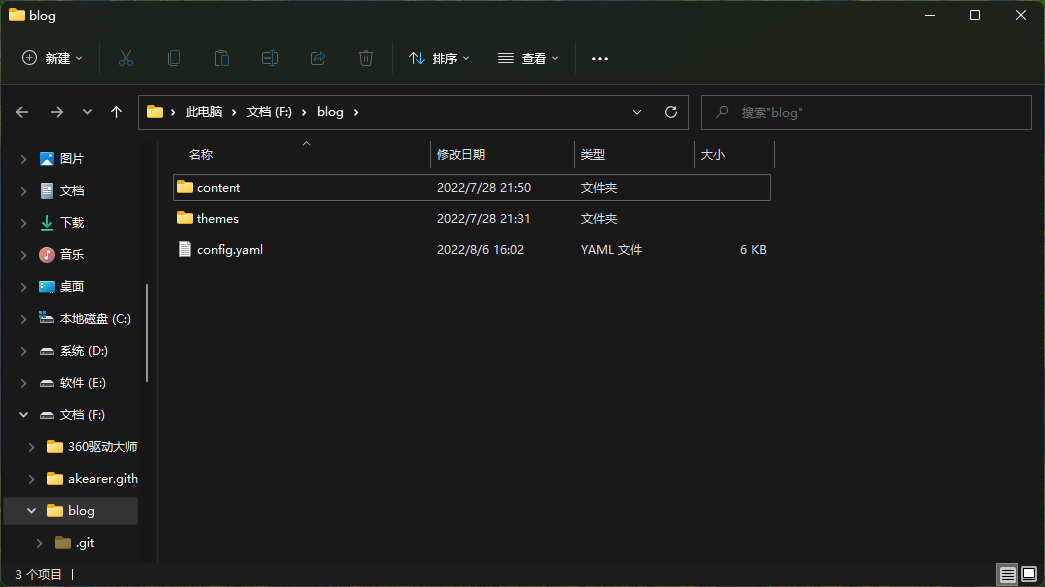 blog
新建
排序
查看
此电脑 文档 (F:) blog
搜索"blog"
名称 修改日期 类型 大小
content 2022/7/28 21:50 文件夹
themes 2022/7/28 21:31 文件夹
config.yaml 2022/8/6 16:02 YAML 文件 6 KB
图片
文档
下载
音乐
桌面
本地磁盘 (C:)
系统 (D:)
软件 (E:)
文档 (F:)
360驱动大师
akearer.gith
blog
.git
3 个项目